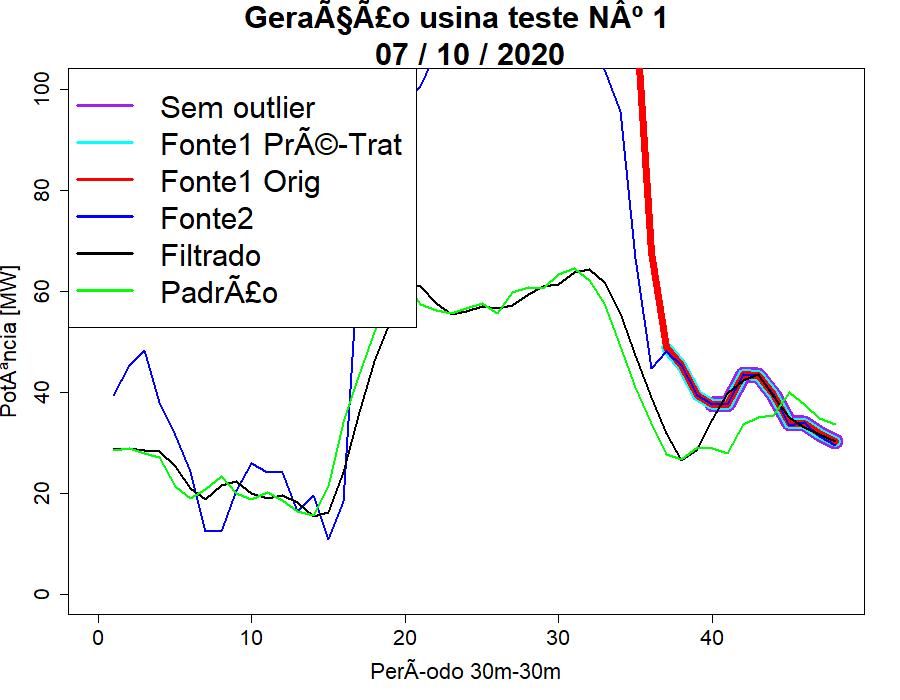 GeraÃ§Ã£o usina teste NÂº 1
07 / 10 / 2020
Sem outlier
Fonte1 PrÃ©-Trat
Fonte1 Orig
Fonte2
Filtrado
PadrÃ£o
PotÃªncia [MW]
100
80
60
40
20
0
0
10
20
30
40
PerÃ-odo 30m-30m